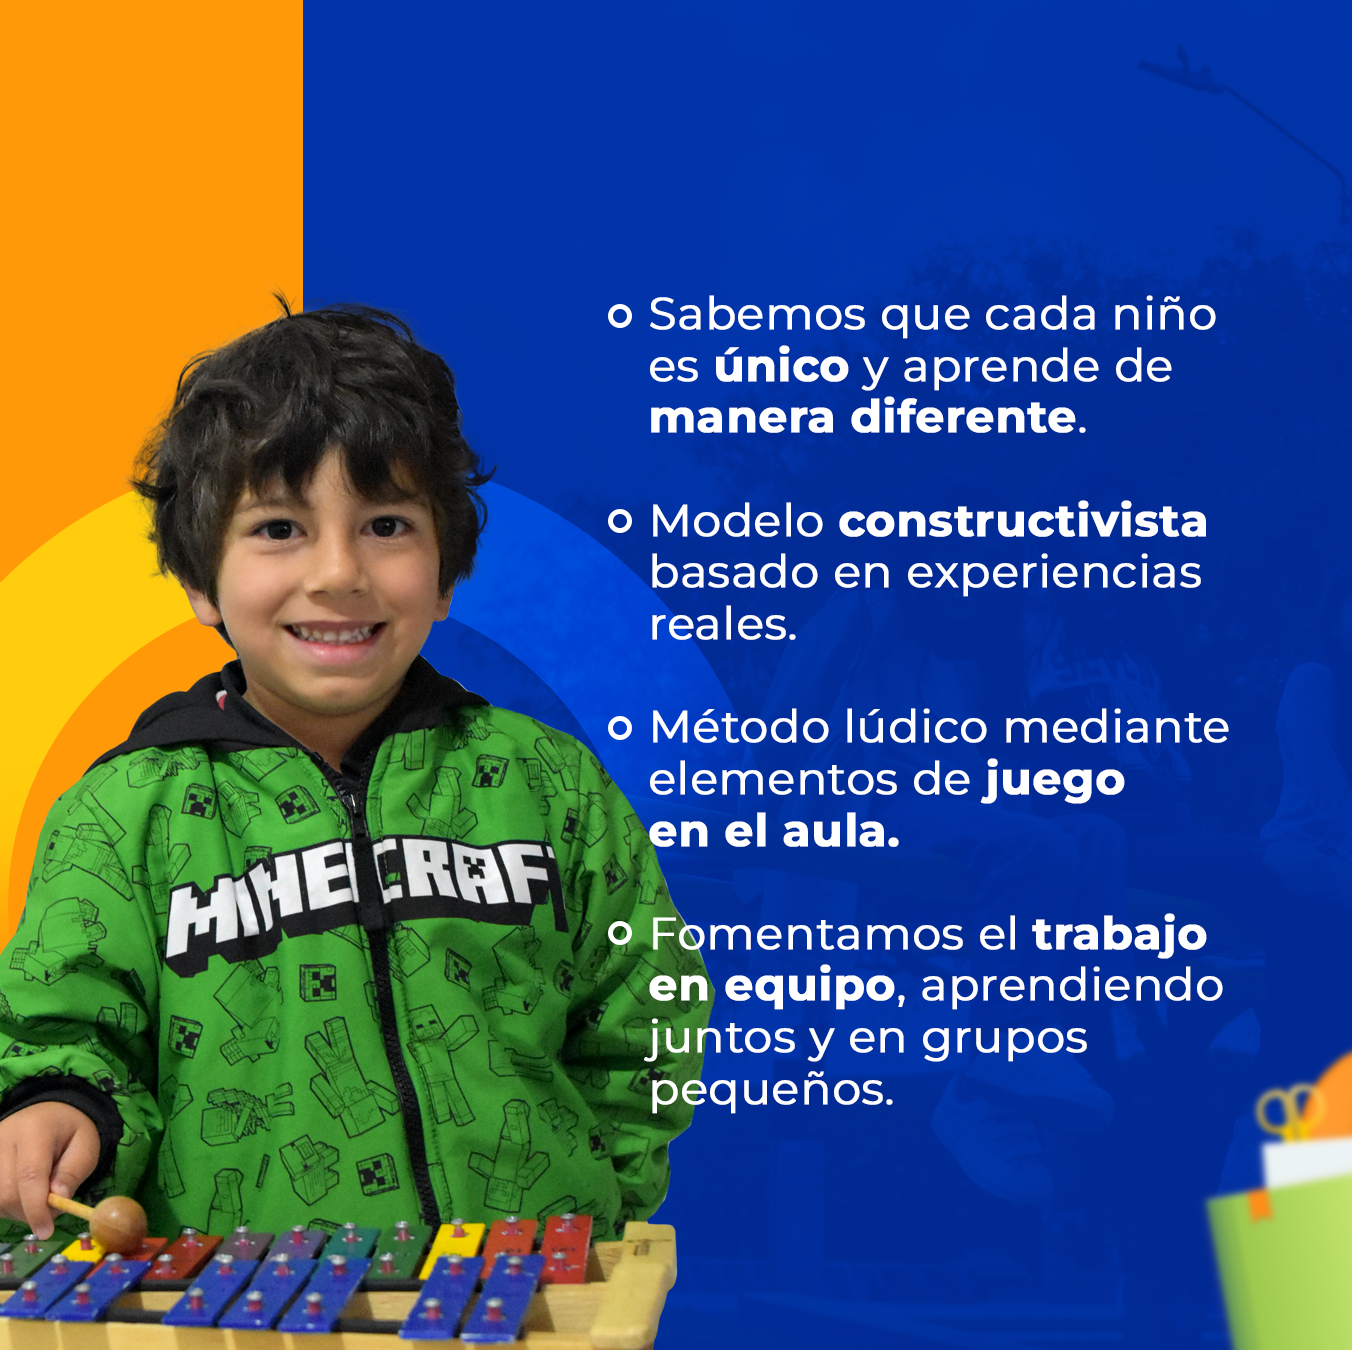 Sabemos que cada niño
es único y aprende de
manera diferente.
Modelo constructivista
basado en experiencias
reales.
Método lúdico mediante
elementos de juego
en el aula.
Fomentamos el trabajo
en equipo, aprendiendo
juntos y en grupos
pequeños.
MINECRAFT